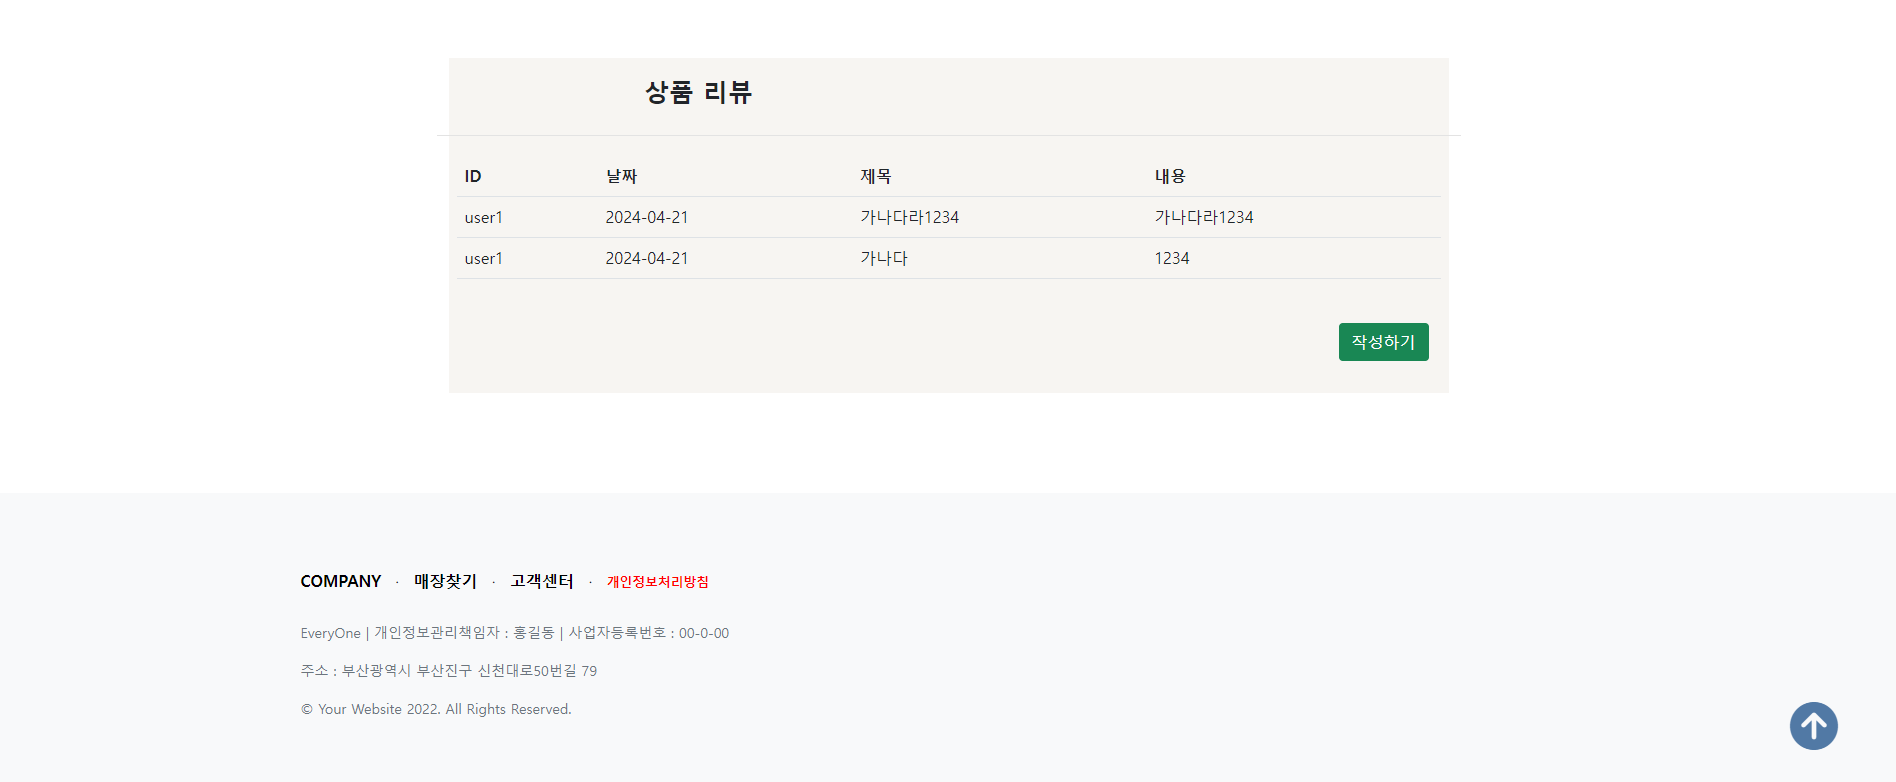 상품 리뷰
ID 날짜 제목 내용
user1 2024-04-21 가나다라1234 가나다라1234
user1 2024-04-21 가나다 1234
작성하기
COMPANY · 매장찾기 · 고객센터 · 개인정보처리방침
EveryOne | 개인정보관리책임자 : 홍길동 | 사업자등록번호 : 00-0-00
주소 : 부산광역시 부산진구 신천대로50번길 79
© Your Website 2022. All Rights Reserved.